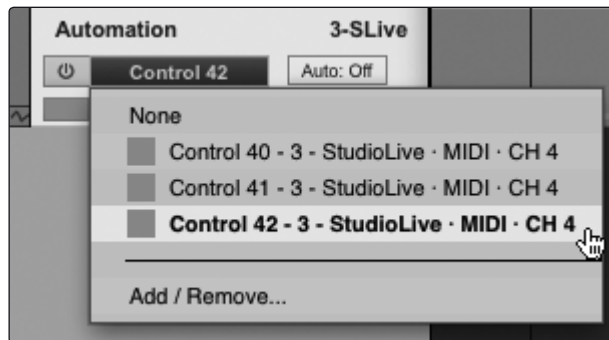 Automation 3-SLive
Control 42 Auto: Off
None
Control 40 - 3 - StudioLive · MIDI · CH 4
Control 41 - 3 - StudioLive · MIDI · CH 4
Control 42 - 3 - StudioLive · MIDI · CH 4
Add / Remove...